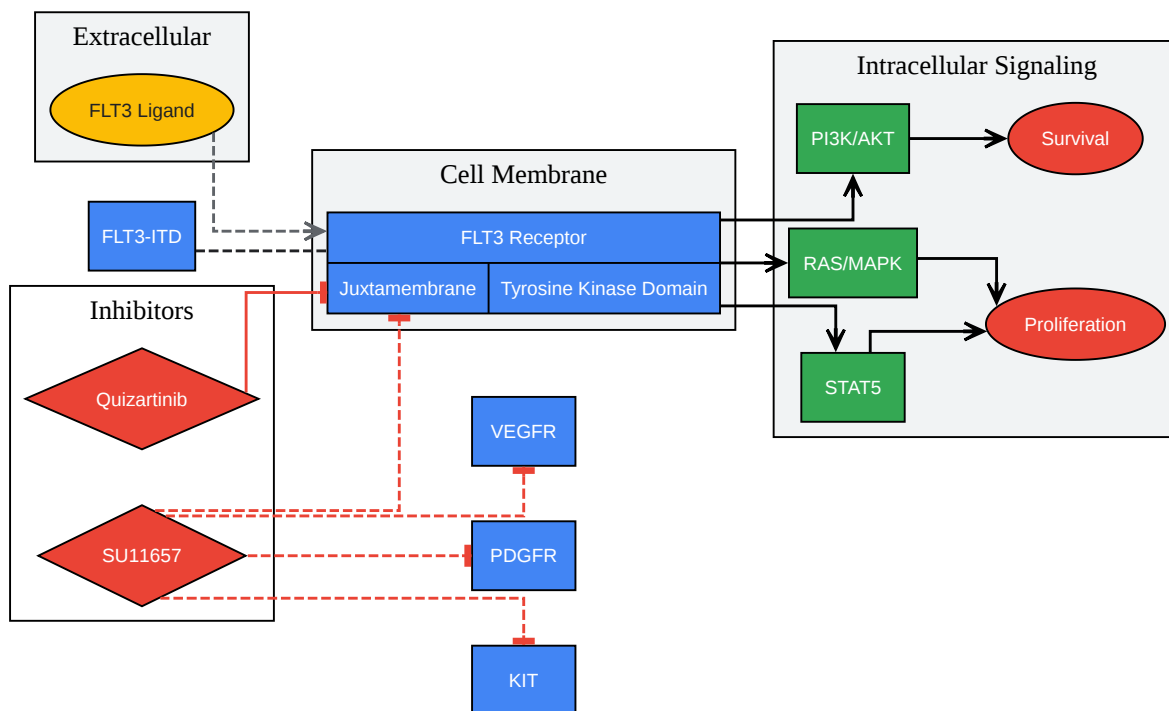 Extracellular
FLT3 Ligand
FLT3-ITD
Inhibitors
Quizartinib
SU11657
Cell Membrane
FLT3 Receptor
Juxtamembrane
Tyrosine Kinase Domain
VEGFR
PDGFR
KIT
Intracellular Signaling
PI3K/AKT
Survival
RAS/MAPK
Proliferation
STAT5